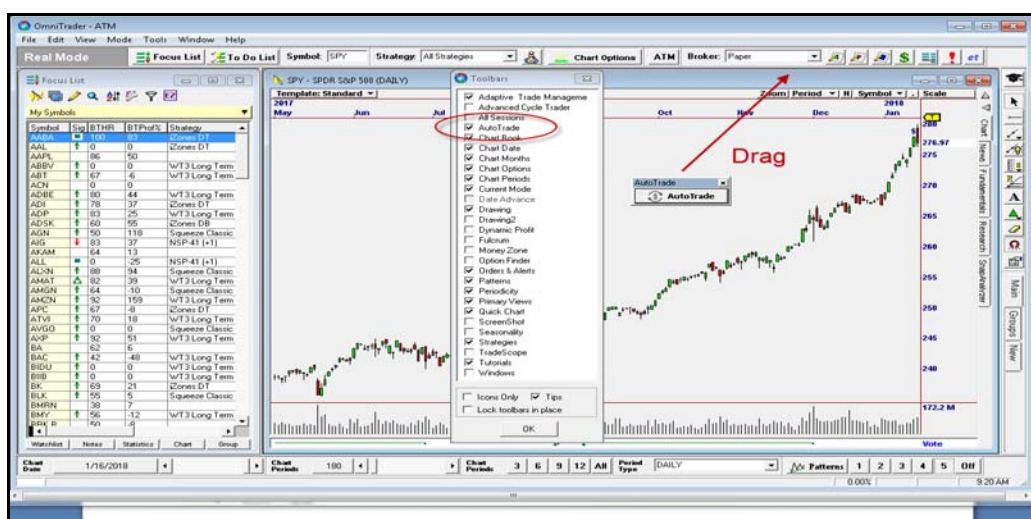 OmniTrader - ATM
File Edit View Mode Tools Window Help
Real Mode Focus List To Do List Symbol: SPY Strategy: All Strategies Chart Options ATM Broker: Paper
Focus List
My Symbols
Symbol Sig BTHR BTProf% Strategy
AABA 100 83 iZones DT
AAL 0 0 iZones DT
AAPL 86 50
ABBV 0 0 WT3 Long Term
ABT 67 6 WT3 Long Term
ACN 0 0
ADBE 80 44 WT3 Long Term
ADI 78 37 iZones DT
ADP 83 25 WT3 Long Term
ADSK 60 55 iZones DB
AGN 50 118 Squeeze Classic
AIG 83 37 NSP-41 (+1)
AKAM 64 13
ALL 0 -25 NSP-41 (+1)
ALXN 88 94 Squeeze Classic
AMAT 82 39 WT3 Long Term
AMGN 64 -10 Squeeze Classic
AMZN 92 159 WT3 Long Term
APC 67 -8 iZones DT
ATVI 70 18 WT3 Long Term
AVGO 0 0 Squeeze Classic
AXP 92 51 WT3 Long Term
BA 62 6
BAC 42 -48 WT3 Long Term
BIDU 0 0 WT3 Long Term
BIIB 0 0 WT3 Long Term
BK 69 21 iZones DT
BLK 55 5 Squeeze Classic
BMRN 38 7
BMY 56 -12 WT3 Long Term
Watchlist Notes Statistics Chart Group
SPY - SPDR S&P 500 (DAILY)
Template: Standard
Zoom Period H Symbol Scale
2017 2018
May Jun Jul Oct Nov Dec Jan
280
276.97
275
270
265
260
255
250
245
240
172.2 M
Vote
Toolbars
Adaptive Trade Manageme
Advanced Cycle Trader
All Sessions
AutoTrade
Chart Book
Chart Date
Chart Months
Chart Options
Chart Periods
Current Mode
Date Advance
Drawing
Drawing2
Dynamic Profit
Fulcrum
Money Zone
Option Finder
Orders & Alerts
Patterns
Periodicity
Primary Views
Quick Chart
ScreenShot
Seasonality
Strategies
TradeScope
Tutorials
Windows
Icons Only Tips
Lock toolbars in place
OK
Drag
AutoTrade
AutoTrade
Chart
News
Fundamentals
Research
SnapAnalyzer
Main
Groups
New
Chart Date 1/16/2018 Chart Periods 180 Chart Periods 3 6 9 12 All Period Type DAILY Patterns 1 2 3 4 5 Off
0.00% 9:20 AM